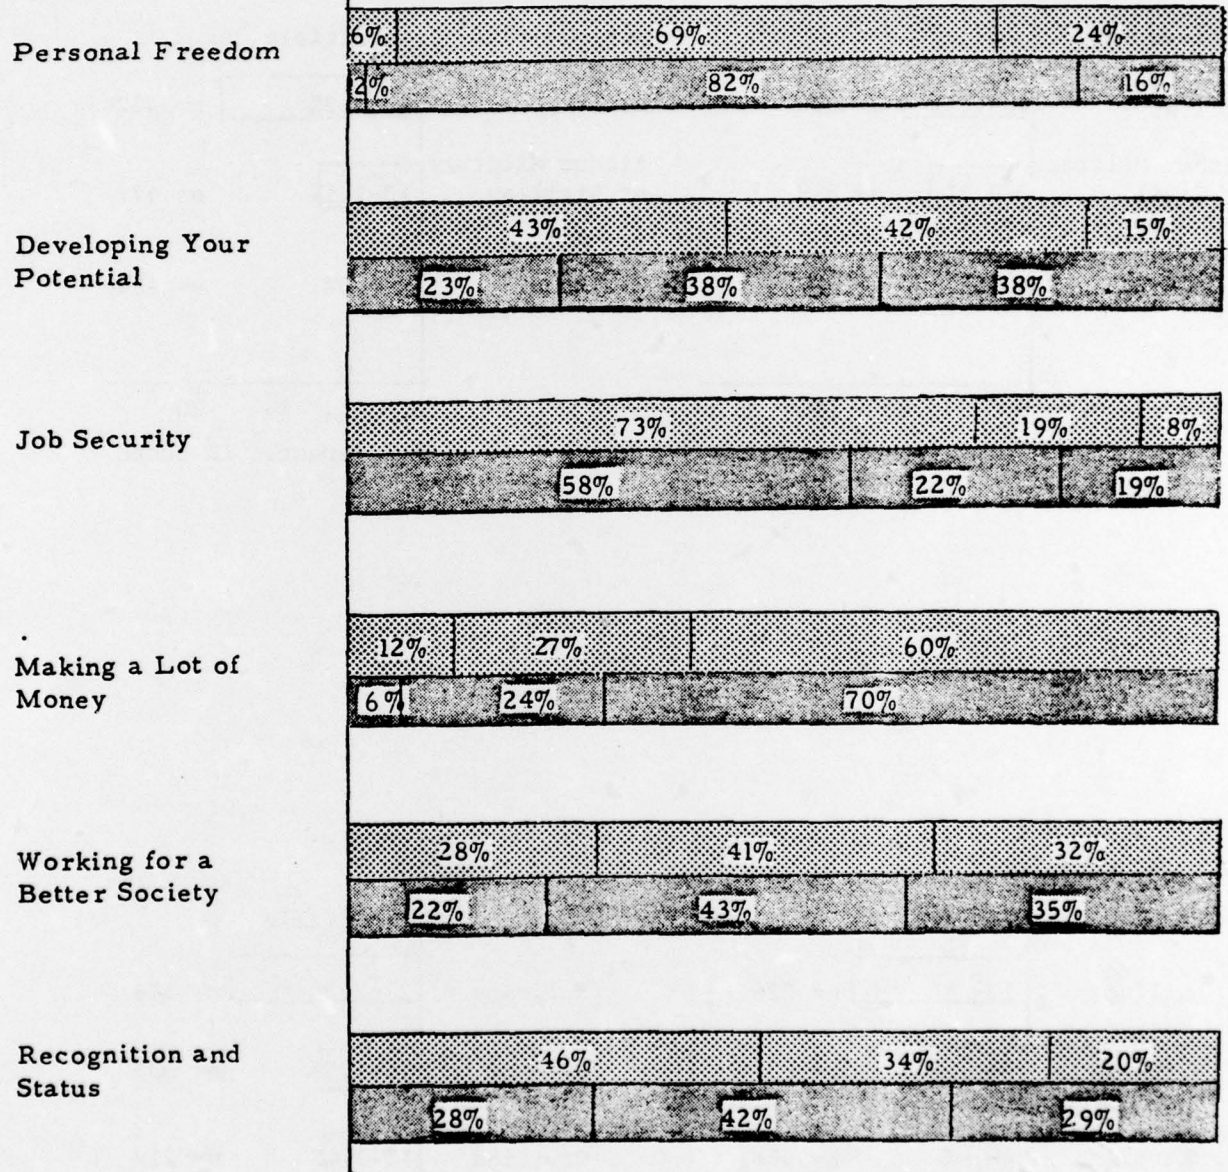 Personal Freedom
6% 69% 24%
2% 82% 16%
Developing Your
Potential
43% 42% 15%
23% 38% 38%
Job Security
73% 19% 8%
58% 22% 19%
Making a Lot of
Money
12% 27% 60%
6% 24% 70%
Working for a
Better Society
28% 41% 32%
22% 43% 35%
Recognition and
Status
46% 34% 20%
28% 42% 29%